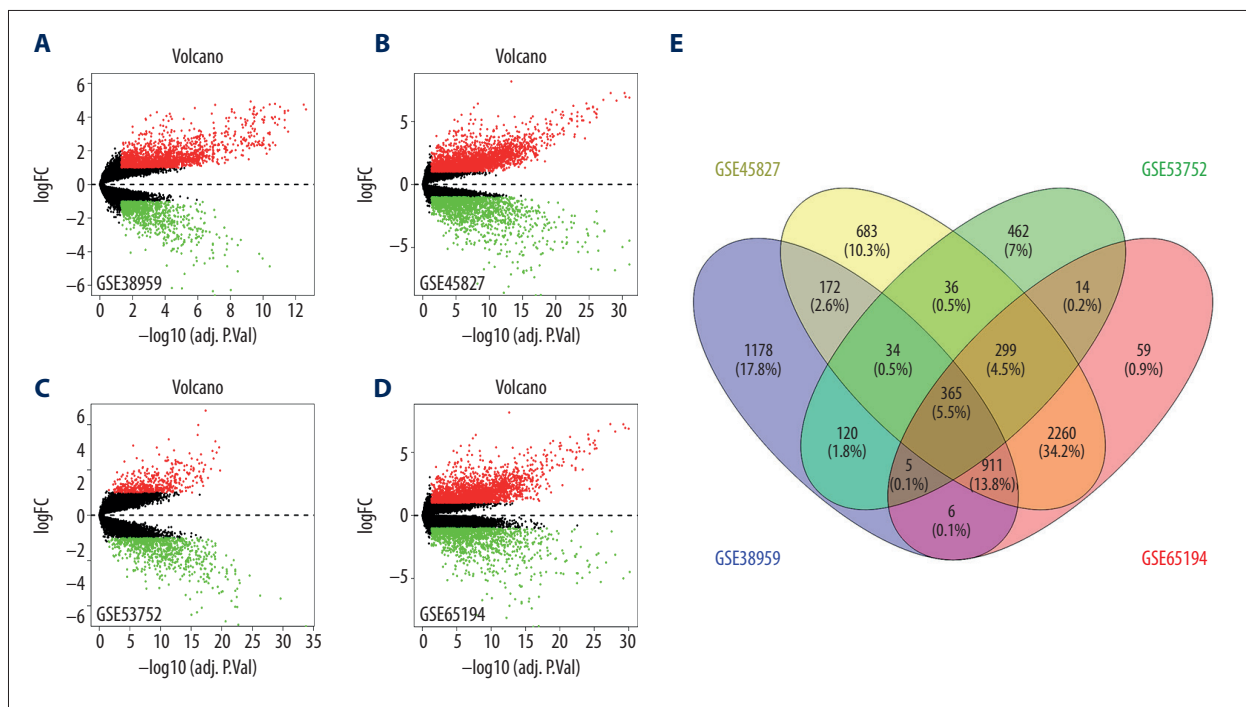 A
Volcano
6
4
2
0
−2
−4
−6
logFC
GSE38959
0 2 4 6 8 10 12
−log10 (adj. P.Val)
B
Volcano
5
0
−5
logFC
GSE45827
0 5 10 15 20 25 30
−log10 (adj. P.Val)
C
Volcano
6
4
2
0
−2
−4
−6
logFC
GSE53752
0 5 10 15 20 25 30 35
−log10 (adj. P.Val)
D
Volcano
5
0
−5
logFC
GSE65194
0 5 10 15 20 25 30
−log10 (adj. P.Val)
E
GSE45827
GSE53752
683
(10.3%)
462
(7%)
172
(2.6%)
36
(0.5%)
14
(0.2%)
1178
(17.8%)
34
(0.5%)
299
(4.5%)
59
(0.9%)
365
(5.5%)
120
(1.8%)
2260
(34.2%)
5
(0.1%)
911
(13.8%)
6
(0.1%)
GSE38959
GSE65194